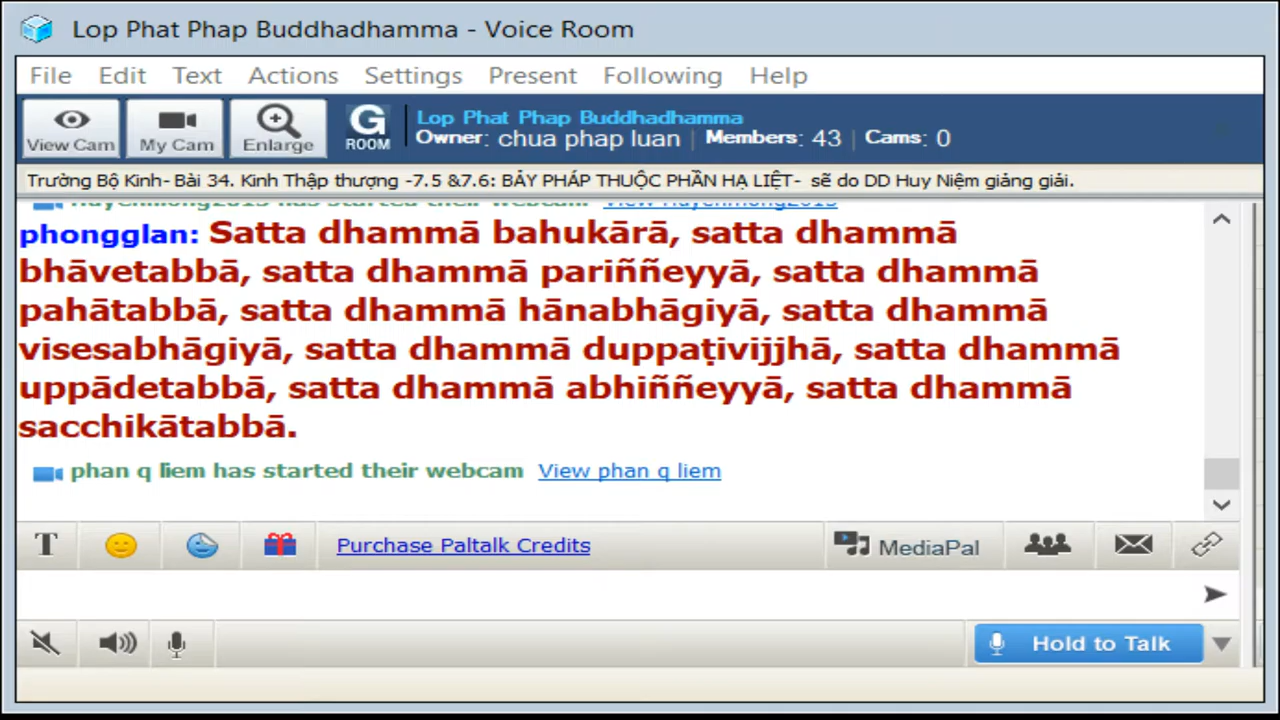 Lop Phat Phap Buddhadhamma - Voice Room
File Edit Text Actions Settings Present Following Help
View Cam My Cam Enlarge G ROOM
Lop Phat Phap Buddhadhamma
Owner: chua phap luan | Members: 43 | Cams: 0
Trường Bộ Kinh- Bài 34. Kinh Thập thượng -7.5 &7.6: BẢY PHÁP THUỘC PHẦN HẠ LIỆT- sẽ do DD Huy Niệm giảng giải.
has started their webcam
phongglan: Satta dhammā bahukārā, satta dhammā
bhāvetabbā, satta dhammā pariññeyyā, satta dhammā
pahātabbā, satta dhammā hānabhāgiyā, satta dhammā
visesabhāgiyā, satta dhammā duppaṭivijjhā, satta dhammā
uppādetabbā, satta dhammā abhiññeyyā, satta dhammā
sacchikātabbā.
phan q liem has started their webcam View phan q liem
T Purchase Paltalk Credits MediaPal
Hold to Talk